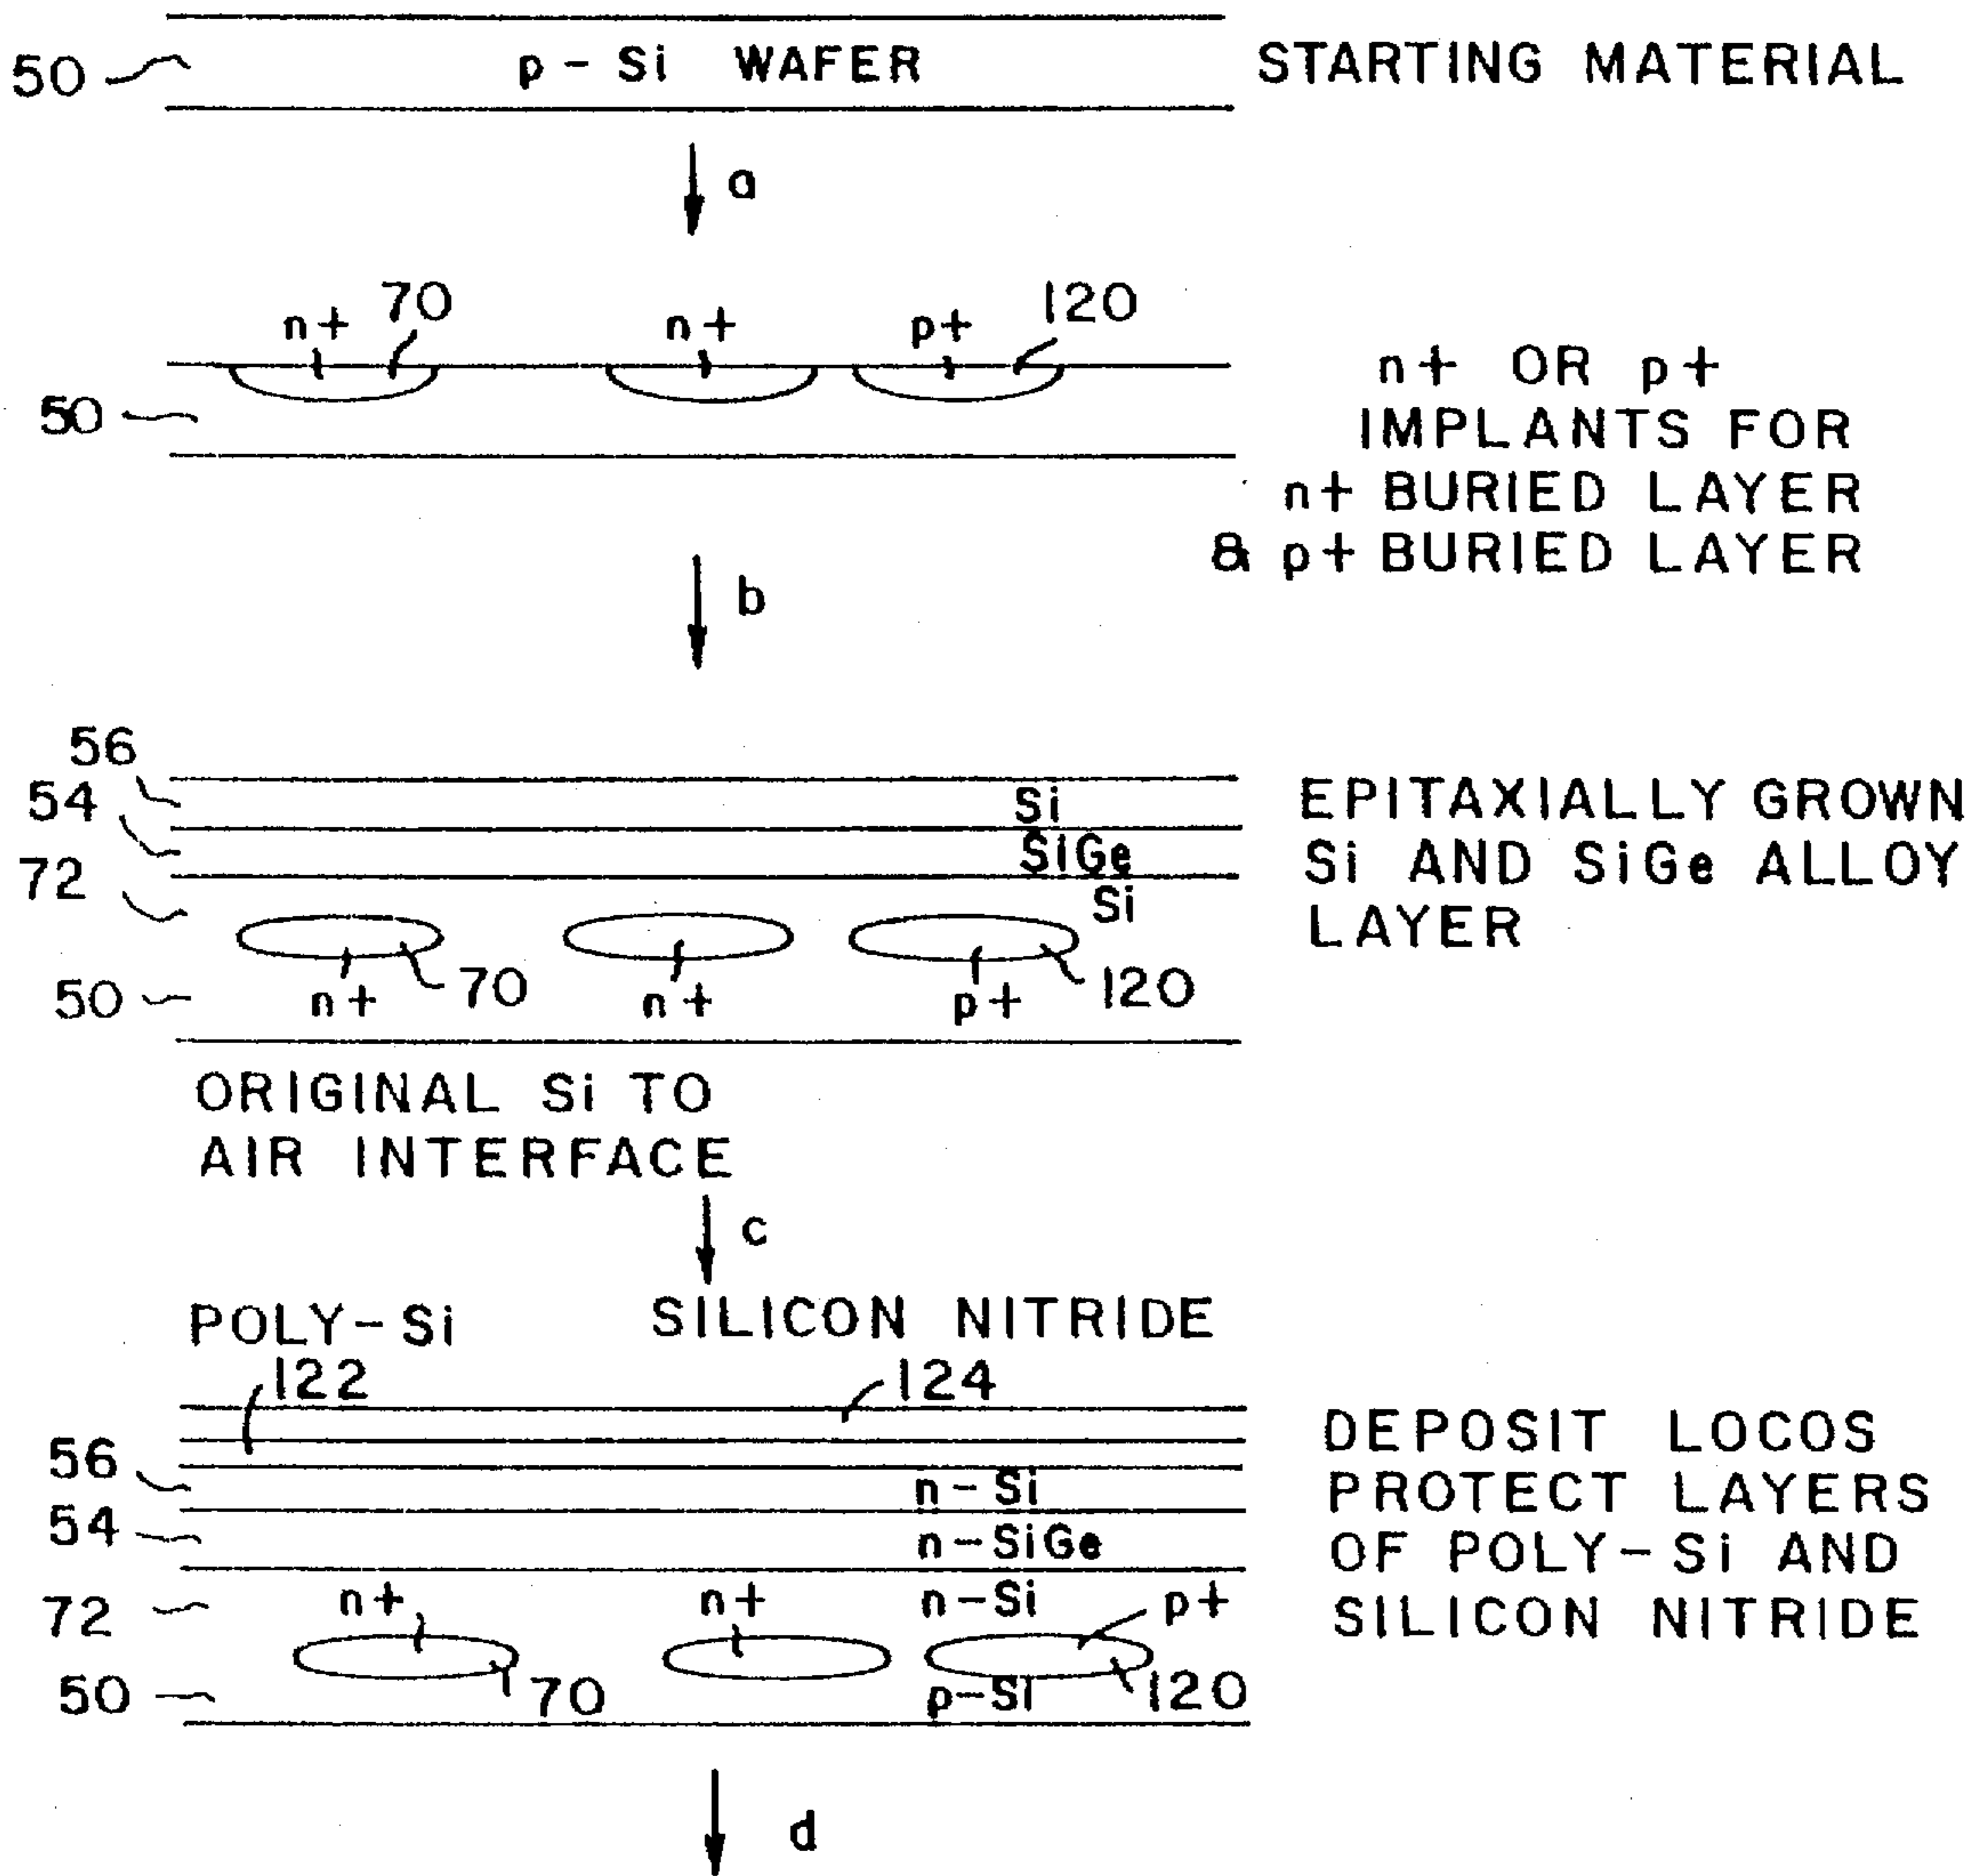 50
p - Si WAFER
STARTING MATERIAL
a
n+
70
n+
p+
120
50
n+ OR p+
IMPLANTS FOR
n+ BURIED LAYER
& p+ BURIED LAYER
b
56
54
72
50
Si
SiGe
Si
n+
70
n+
p+
120
EPITAXIALLY GROWN
Si AND SiGe ALLOY
LAYER
ORIGINAL Si TO
AIR INTERFACE
c
POLY-Si
122
SILICON NITRIDE
124
56
54
72
50
n-Si
n-SiGe
n+
n+
n-Si
p+
70
p-Si
120
DEPOSIT LOCOS
PROTECT LAYERS
OF POLY-Si AND
SILICON NITRIDE
d